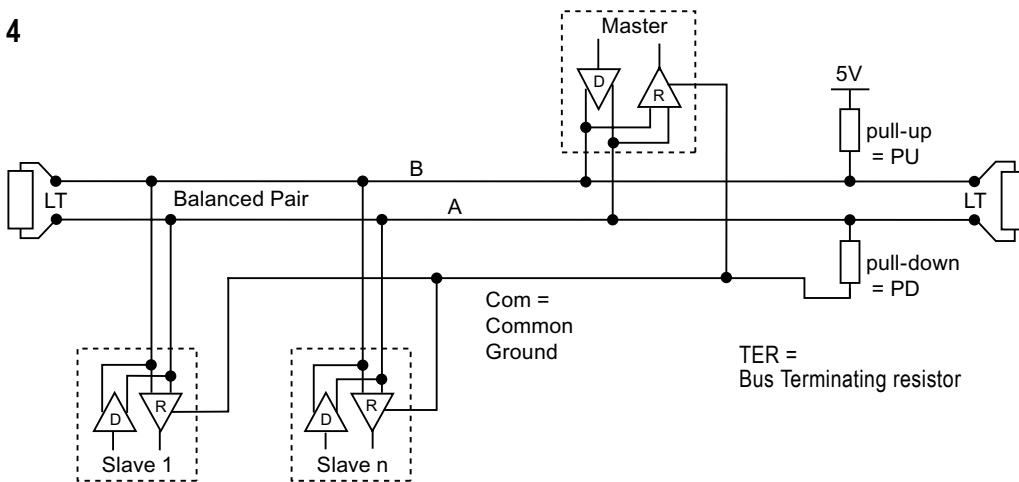 4
Master
D
R
5V
pull-up
= PU
B
LT
Balanced Pair
A
LT
pull-down
= PD
Com =
Common
Ground
TER =
Bus Terminating resistor
D
R
Slave 1
D
R
Slave n